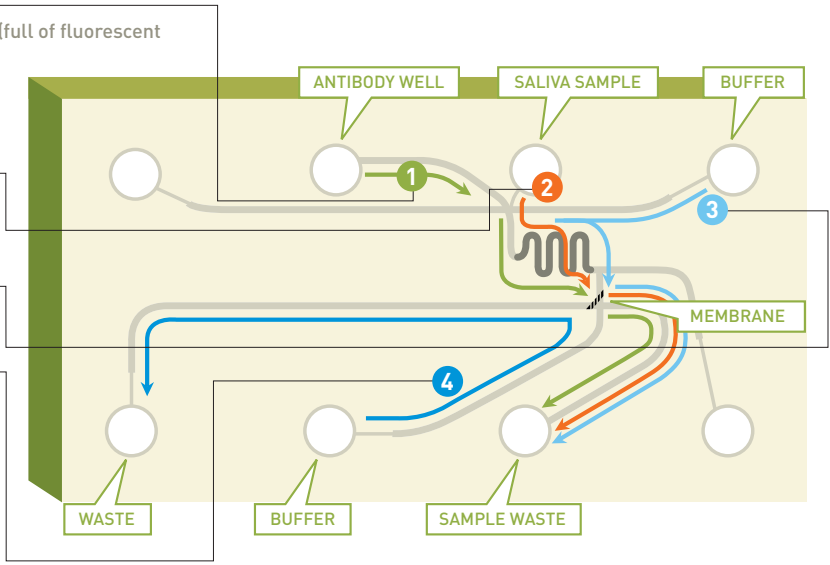 (full of fluorescent
ANTIBODY WELL
SALIVA SAMPLE
BUFFER
1
2
3
MEMBRANE
4
WASTE
BUFFER
SAMPLE WASTE